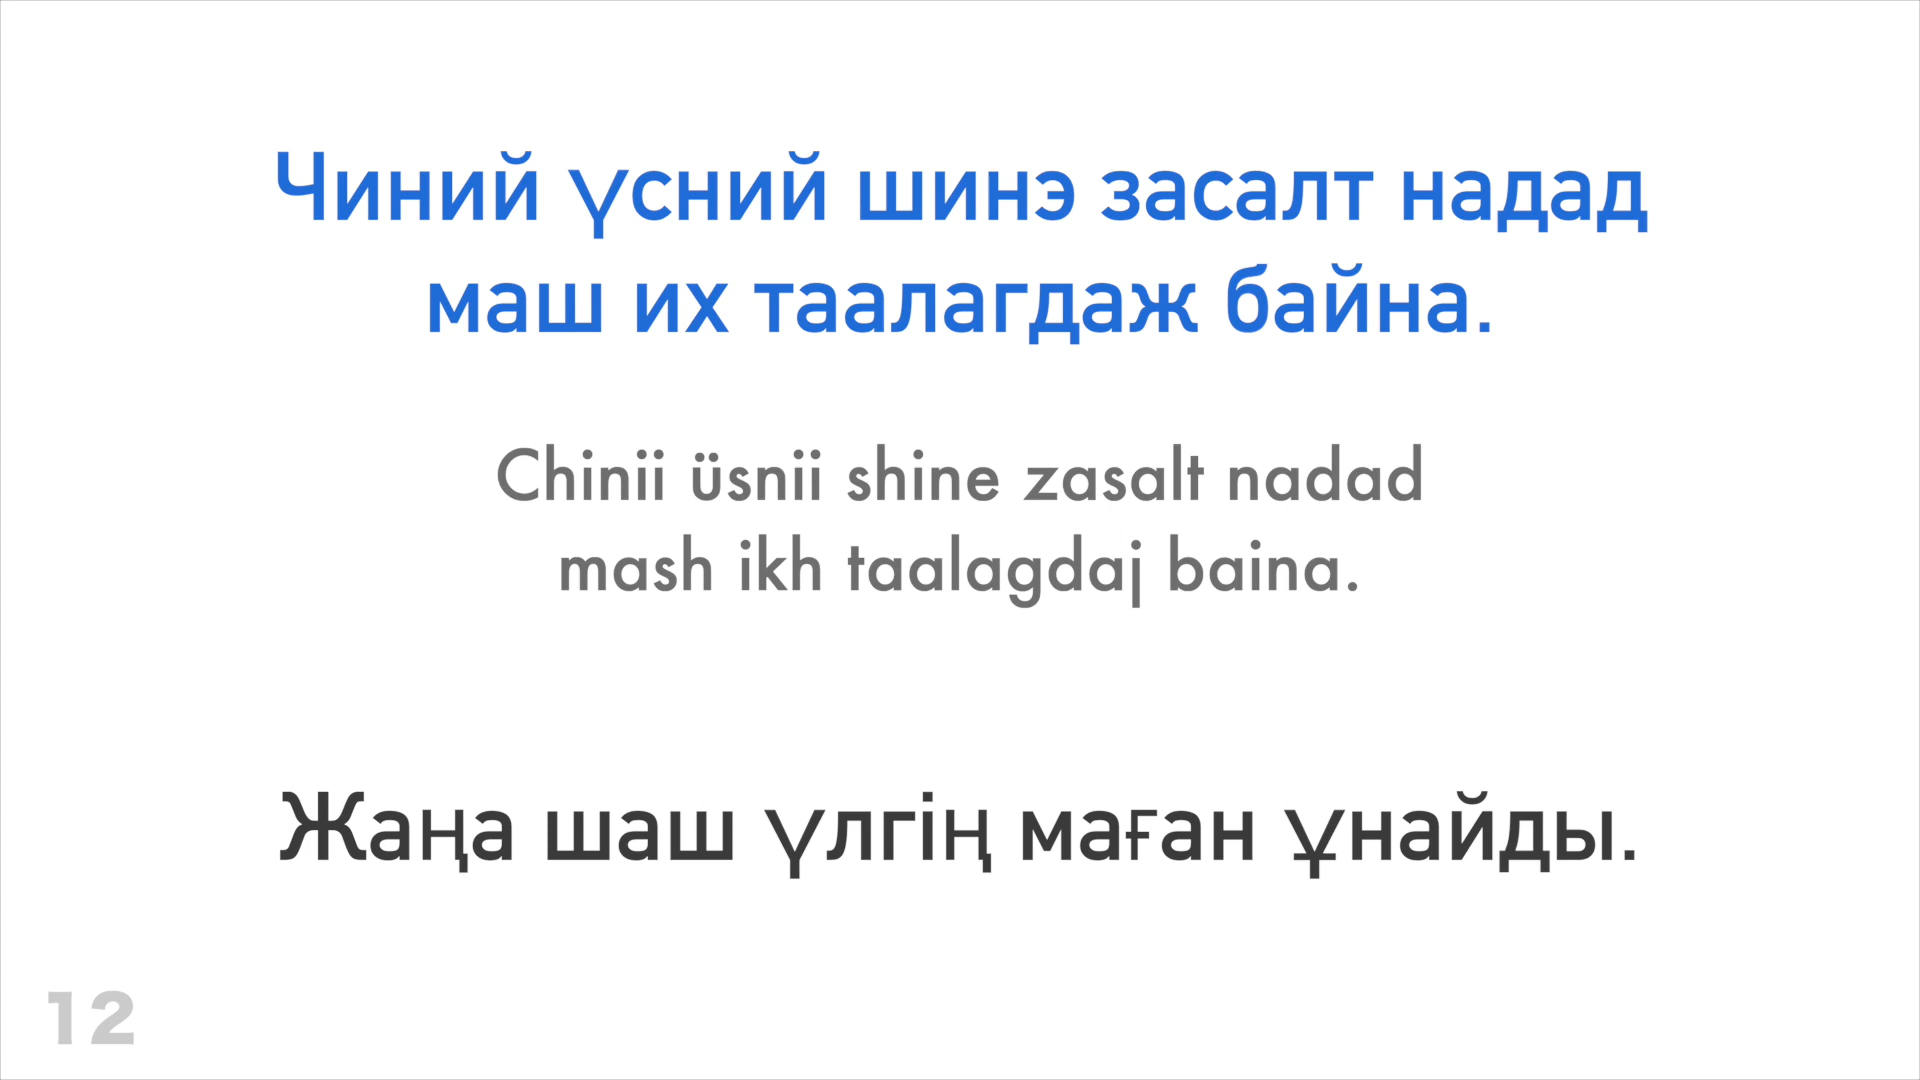 Чиний үсний шинэ засалт надад
маш их таалагдаж байна.
Chinii üsnii shine zasalt nadad
mash ikh taalagdaj baina.
Жаңа шаш үлгің маған ұнайды.
12